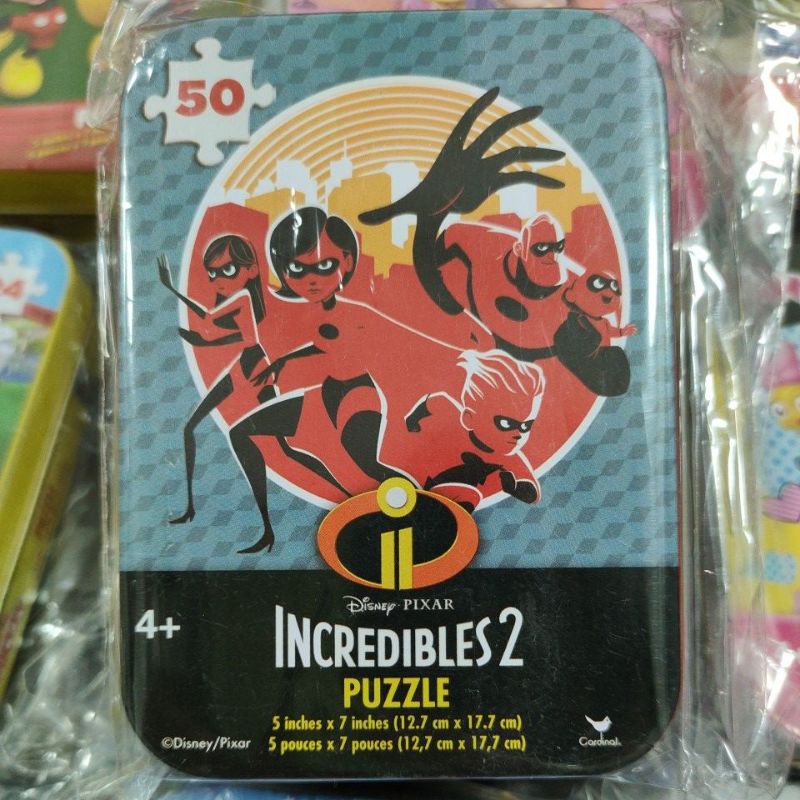 50
4+
Disney · PIXAR
INCREDIBLES 2
PUZZLE
5 inches x 7 inches (12.7 cm x 17.7 cm)
5 pouces x 7 pouces (12,7 cm x 17,7 cm)
©Disney/Pixar
Cardinal.